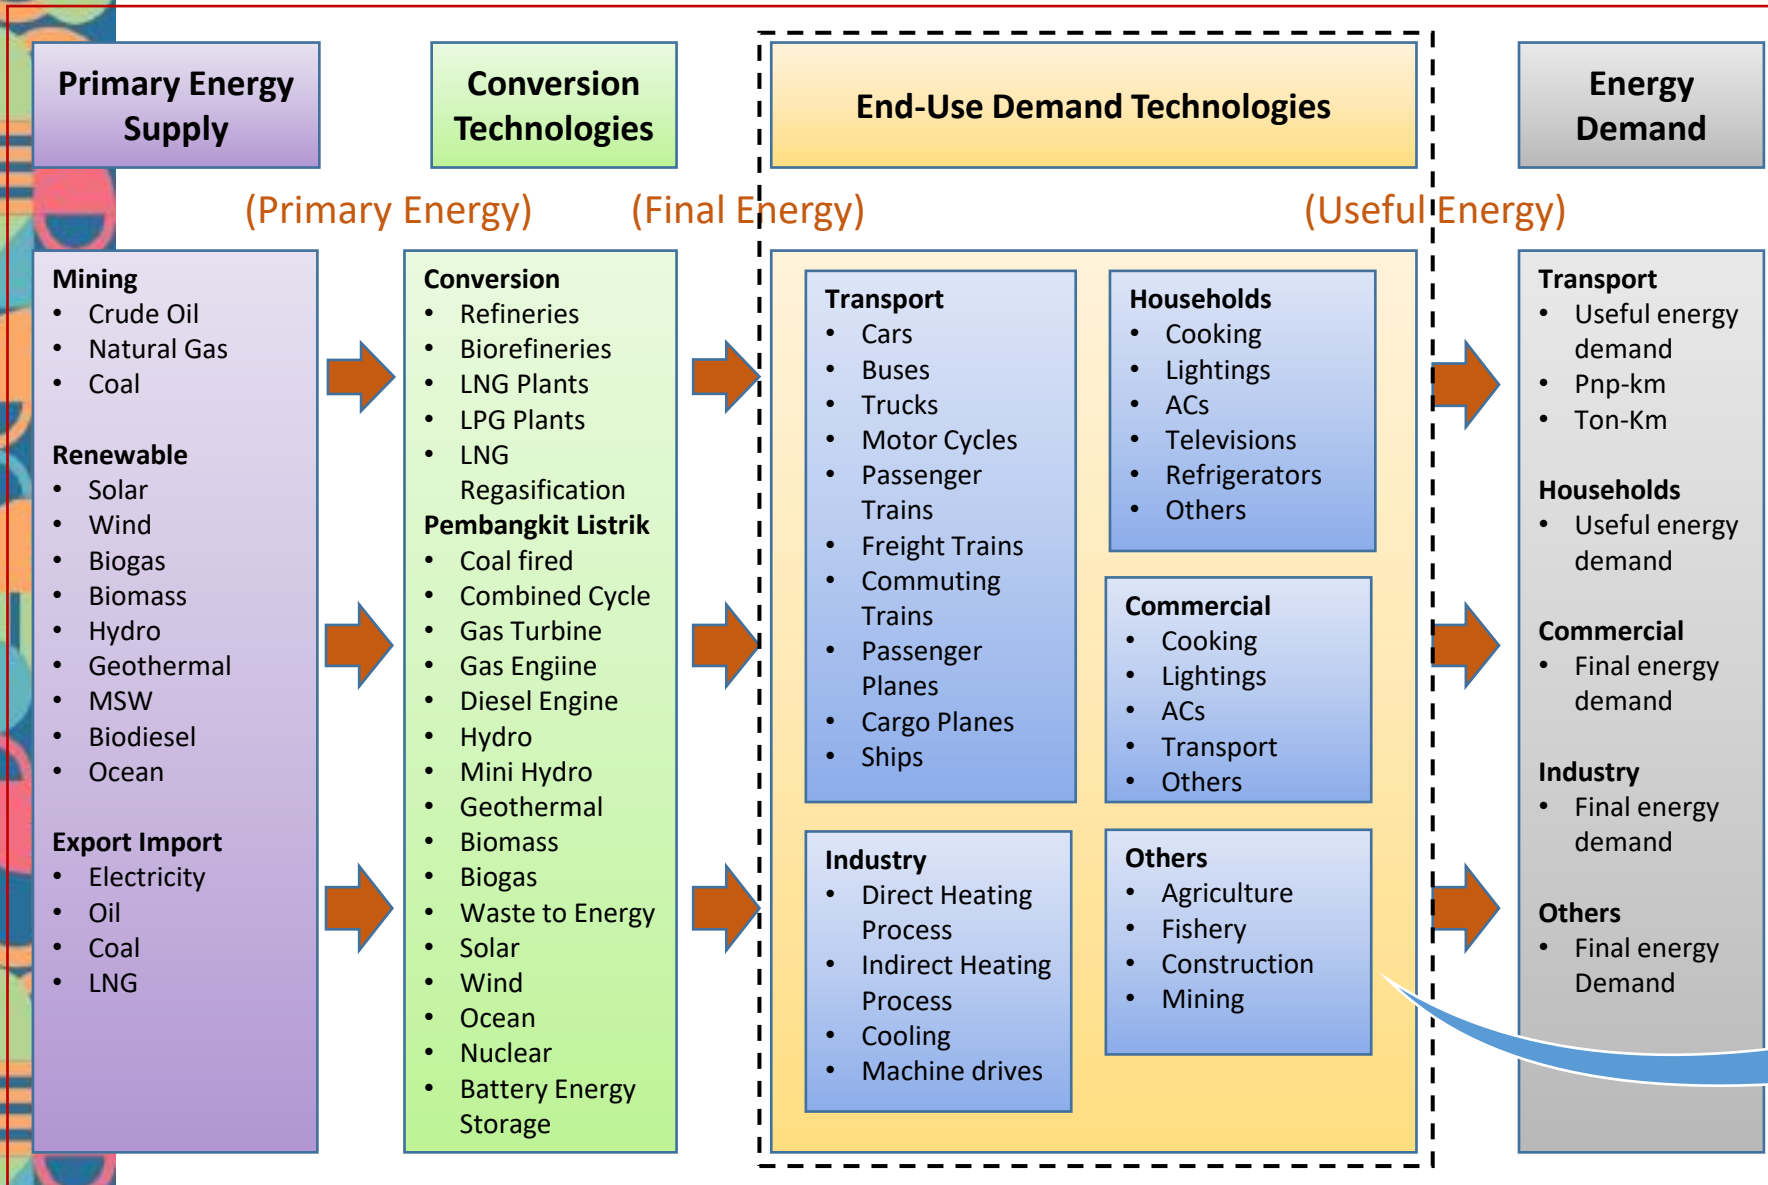 Primary Energy
Supply
Conversion
Technologies
End-Use Demand Technologies
Energy
Demand
(Primary Energy)
(Final Energy)
(Useful Energy)
Mining
• Crude Oil
• Natural Gas
• Coal
Renewable
• Solar
• Wind
• Biogas
• Biomass
• Hydro
• Geothermal
• MSW
• Biodiesel
• Ocean
Export Import
• Electricity
• Oil
• Coal
• LNG
Conversion
• Refineries
• Biorefineries
• LNG Plants
• LPG Plants
• LNG
Regasification
Pembangkit Listrik
• Coal fired
• Combined Cycle
• Gas Turbine
• Gas Engiine
• Diesel Engine
• Hydro
• Mini Hydro
• Geothermal
• Biomass
• Biogas
• Waste to Energy
• Solar
• Wind
• Ocean
• Nuclear
• Battery Energy
Storage
Transport
• Cars
• Buses
• Trucks
• Motor Cycles
• Passenger
Trains
• Freight Trains
• Commuting
Trains
• Passenger
Planes
• Cargo Planes
• Ships
Industry
• Direct Heating
Process
• Indirect Heating
Process
• Cooling
• Machine drives
Households
• Cooking
• Lightings
• ACs
• Televisions
• Refrigerators
• Others
Commercial
• Cooking
• Lightings
• ACs
• Transport
• Others
Others
• Agriculture
• Fishery
• Construction
• Mining
Transport
• Useful energy
demand
• Pnp-km
• Ton-Km
Households
• Useful energy
demand
Commercial
• Final energy
demand
Industry
• Final energy
demand
Others
• Final energy
Demand